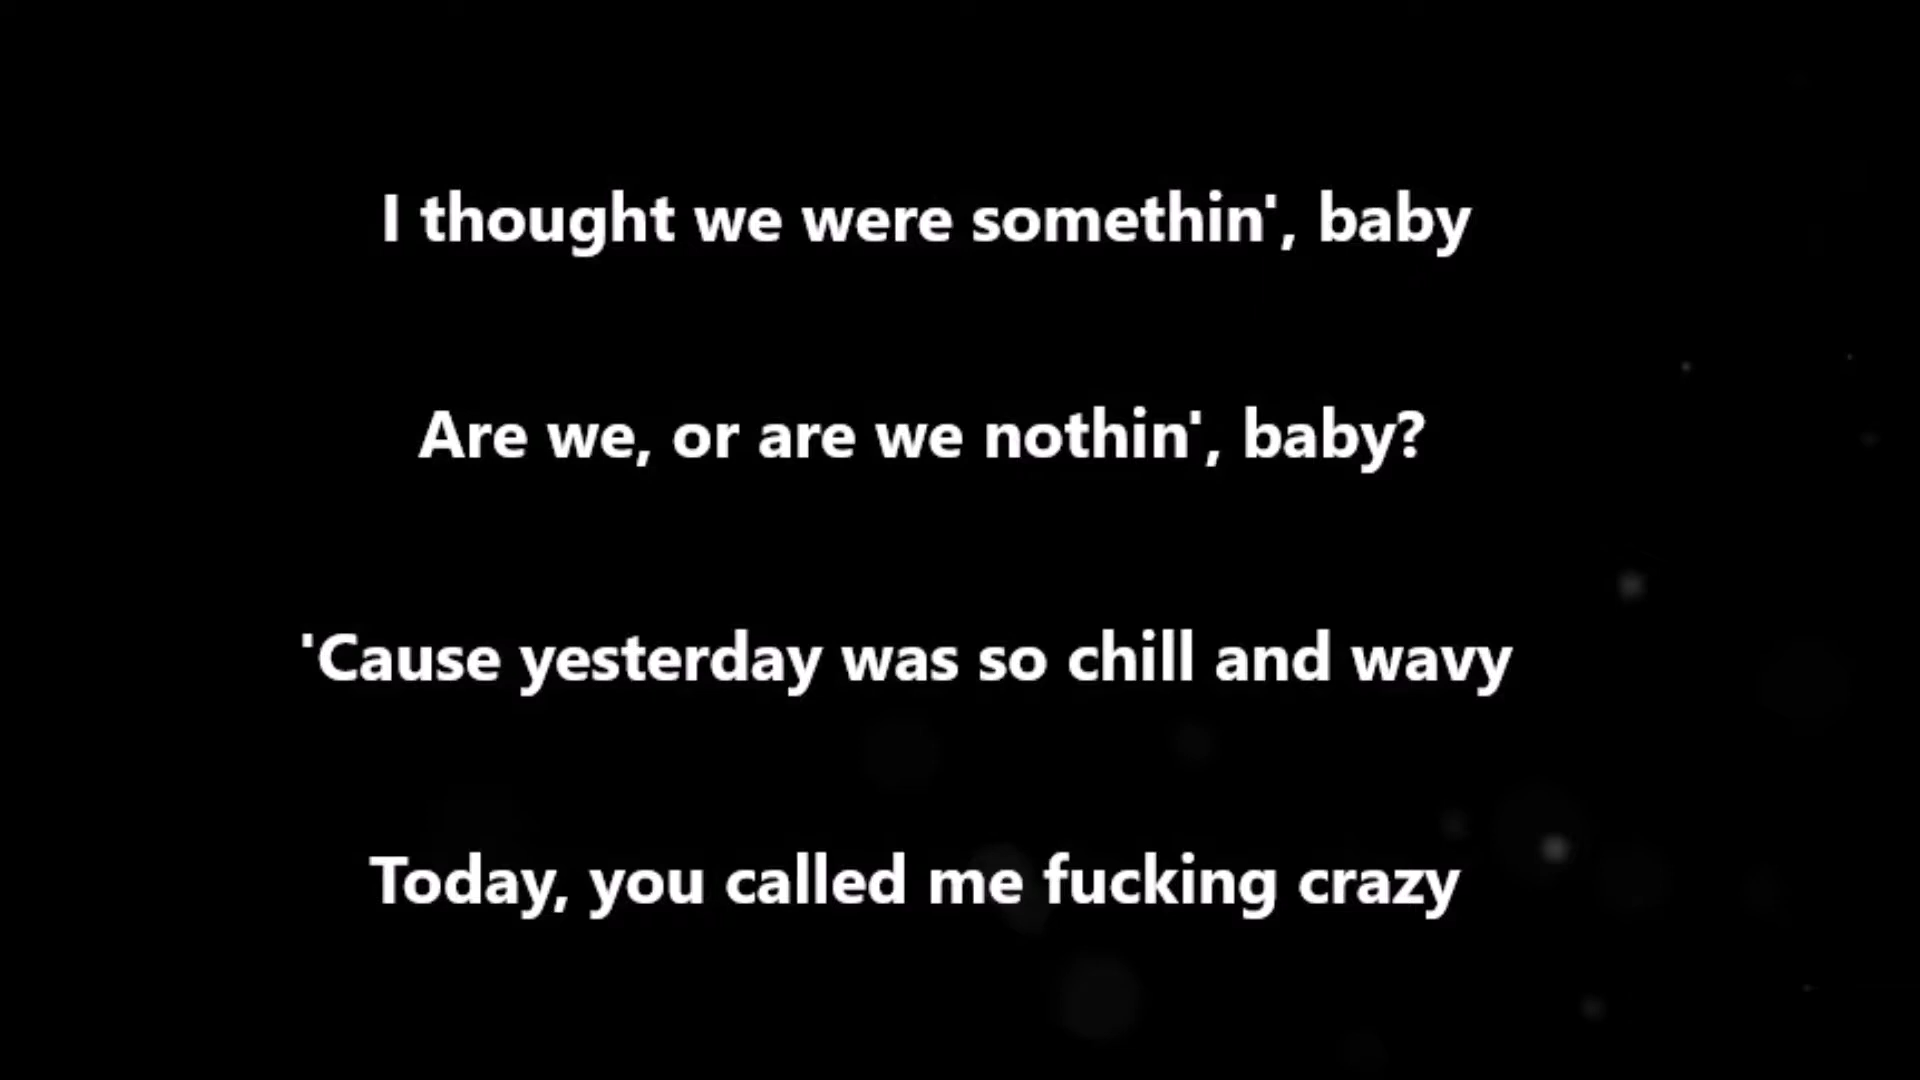 I thought we were somethin', baby
Are we, or are we nothin', baby?
'Cause yesterday was so chill and wavy
Today, you called me fucking crazy